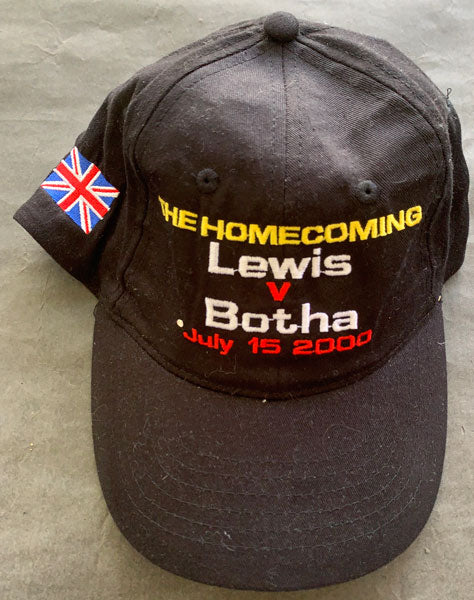 THE HOMECOMING
Lewis
v
Botha
July 15 2000